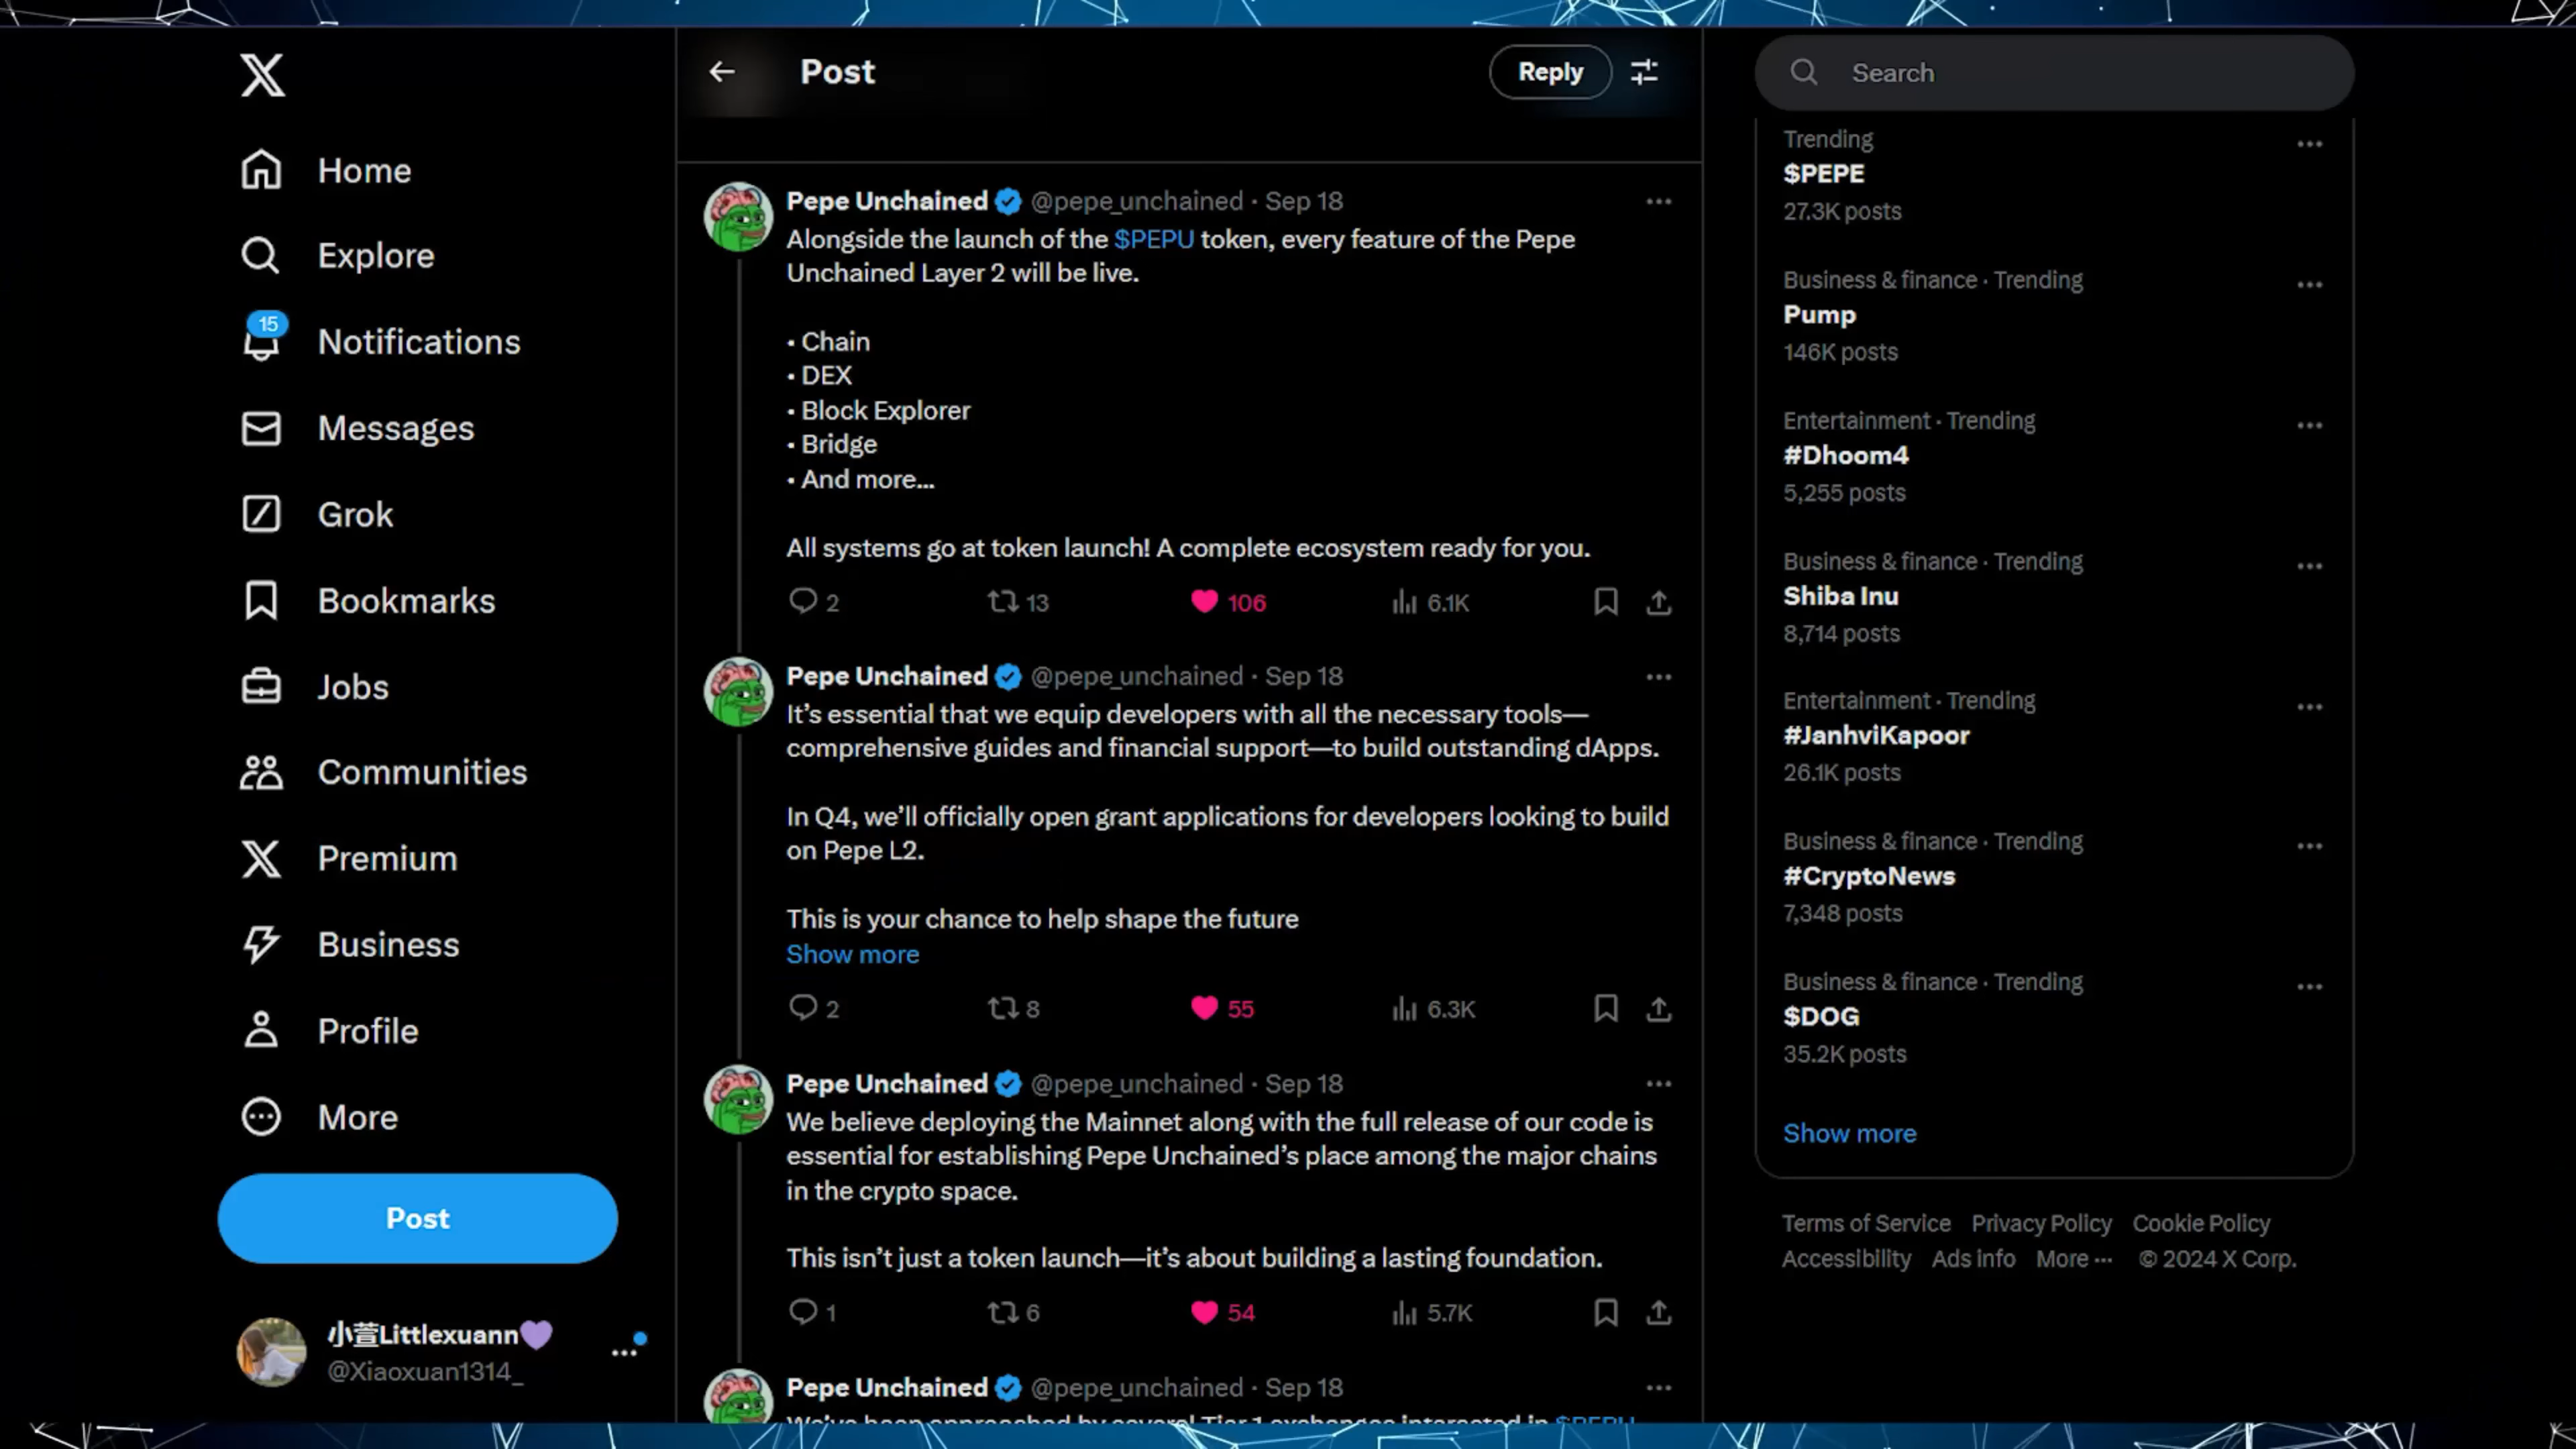 Home
Explore
15
Notifications
Messages
Grok
Bookmarks
Jobs
Communities
Premium
Business
Profile
More
Post
小萱Littlexuann💜
@Xiaoxuan1314_
Post
Reply
Pepe Unchained @pepe_unchained · Sep 18
Alongside the launch of the $PEPU token, every feature of the Pepe
Unchained Layer 2 will be live.
• Chain
• DEX
• Block Explorer
• Bridge
• And more...
All systems go at token launch! A complete ecosystem ready for you.
2 13 106 6.1K
Pepe Unchained @pepe_unchained · Sep 18
It's essential that we equip developers with all the necessary tools—
comprehensive guides and financial support—to build outstanding dApps.
In Q4, we'll officially open grant applications for developers looking to build
on Pepe L2.
This is your chance to help shape the future
Show more
2 8 55 6.3K
Pepe Unchained @pepe_unchained · Sep 18
We believe deploying the Mainnet along with the full release of our code is
essential for establishing Pepe Unchained's place among the major chains
in the crypto space.
This isn't just a token launch—it's about building a lasting foundation.
1 6 54 5.7K
Pepe Unchained @pepe_unchained · Sep 18
We've been approached by several Tier 1 exchanges interested in $PEPU
Search
Trending
$PEPE
27.3K posts
Business & finance · Trending
Pump
146K posts
Entertainment · Trending
#Dhoom4
5,255 posts
Business & finance · Trending
Shiba Inu
8,714 posts
Entertainment · Trending
#JanhviKapoor
26.1K posts
Business & finance · Trending
#CryptoNews
7,348 posts
Business & finance · Trending
$DOG
35.2K posts
Show more
Terms of Service Privacy Policy Cookie Policy
Accessibility Ads info More ··· © 2024 X Corp.